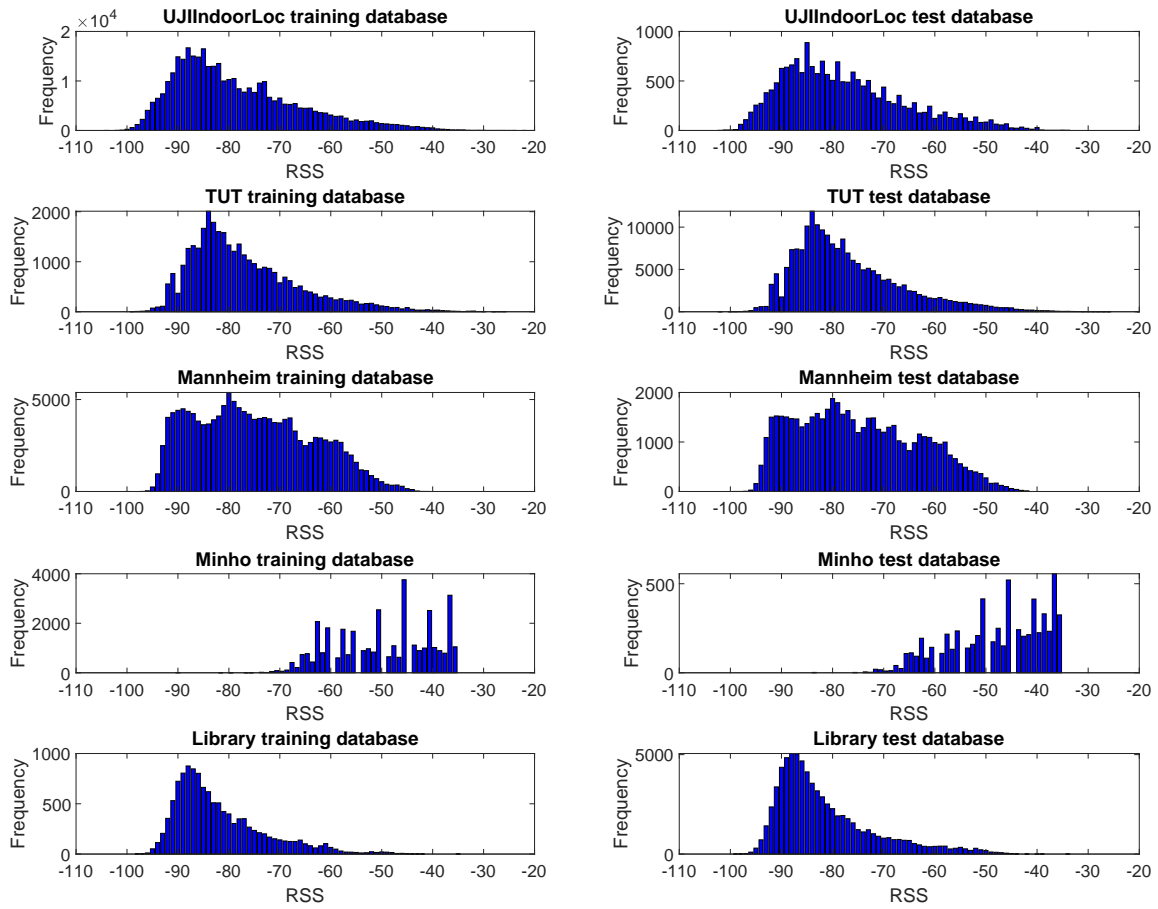 UJIIndoorLoc training database
×10⁴
2
1
0
Frequency
-110 -100 -90 -80 -70 -60 -50 -40 -30 -20
RSS
UJIIndoorLoc test database
1000
500
0
Frequency
-110 -100 -90 -80 -70 -60 -50 -40 -30 -20
RSS
TUT training database
2000
1000
0
Frequency
-110 -100 -90 -80 -70 -60 -50 -40 -30 -20
RSS
TUT test database
10000
5000
0
Frequency
-110 -100 -90 -80 -70 -60 -50 -40 -30 -20
RSS
Mannheim training database
5000
0
Frequency
-110 -100 -90 -80 -70 -60 -50 -40 -30 -20
RSS
Mannheim test database
2000
1000
0
Frequency
-110 -100 -90 -80 -70 -60 -50 -40 -30 -20
RSS
Minho training database
4000
2000
0
Frequency
-110 -100 -90 -80 -70 -60 -50 -40 -30 -20
RSS
Minho test database
500
0
Frequency
-110 -100 -90 -80 -70 -60 -50 -40 -30 -20
RSS
Library training database
1000
500
0
Frequency
-110 -100 -90 -80 -70 -60 -50 -40 -30 -20
RSS
Library test database
5000
0
Frequency
-110 -100 -90 -80 -70 -60 -50 -40 -30 -20
RSS